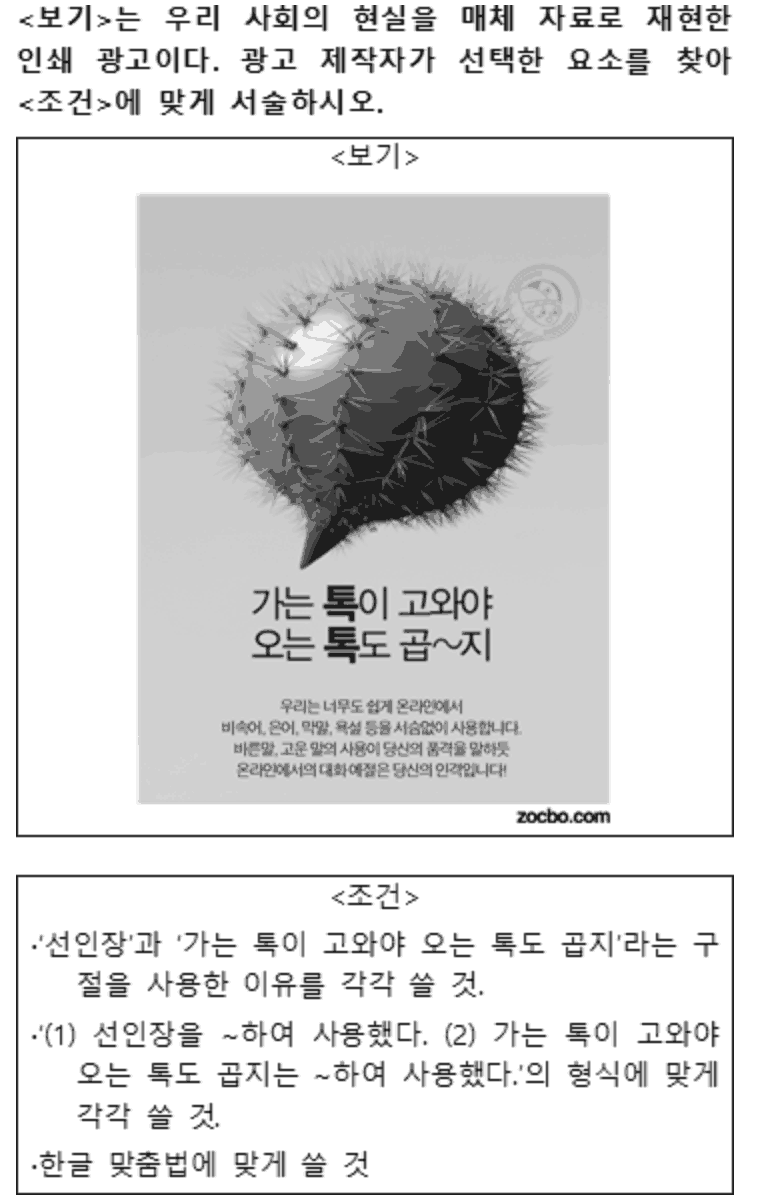 <보기>는 우리 사회의 현실을 매체 자료로 재현한
인쇄 광고이다. 광고 제작자가 선택한 요소를 찾아
<조건>에 맞게 서술하시오.
<보기>
가는 톡이 고와야
오는 톡도 곱~지
우리는 너무도 쉽게 온라인에서
비속어, 은어, 막말, 욕설 등을 서슴없이 사용합니다.
바른말, 고운 말의 사용이 당신의 품격을 말하듯
온라인에서의 대화 예절은 당신의 인격입니다!
zocbo.com
<조건>
·'선인장'과 '가는 톡이 고와야 오는 톡도 곱지'라는 구
절을 사용한 이유를 각각 쓸 것.
·'(1) 선인장을 ~하여 사용했다. (2) 가는 톡이 고와야
오는 톡도 곱지는 ~하여 사용했다.'의 형식에 맞게
각각 쓸 것.
·한글 맞춤법에 맞게 쓸 것